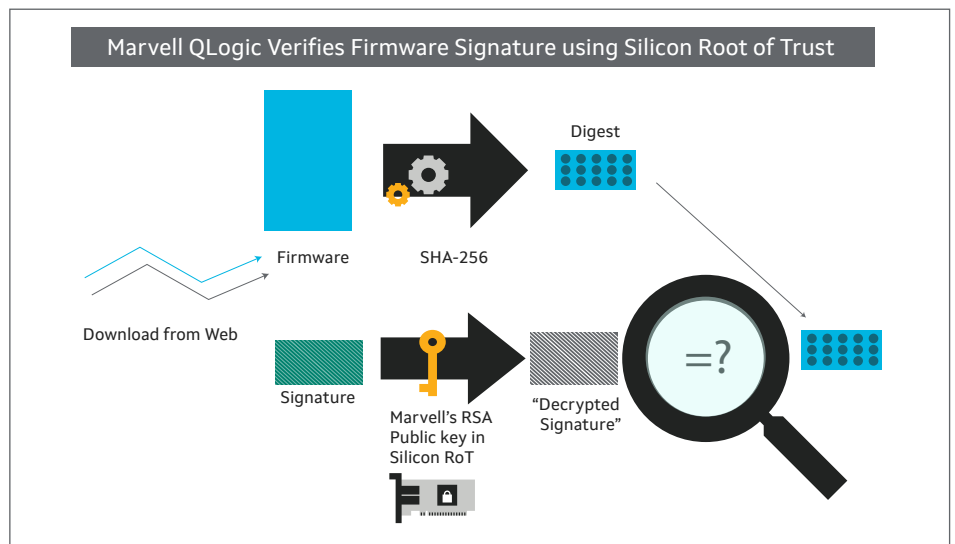 Marvell QLogic Verifies Firmware Signature using Silicon Root of Trust
Digest
Firmware
SHA-256
Download from Web
=?
Signature
Marvell’s RSA
Public key in
Silicon RoT
“Decrypted
Signature”